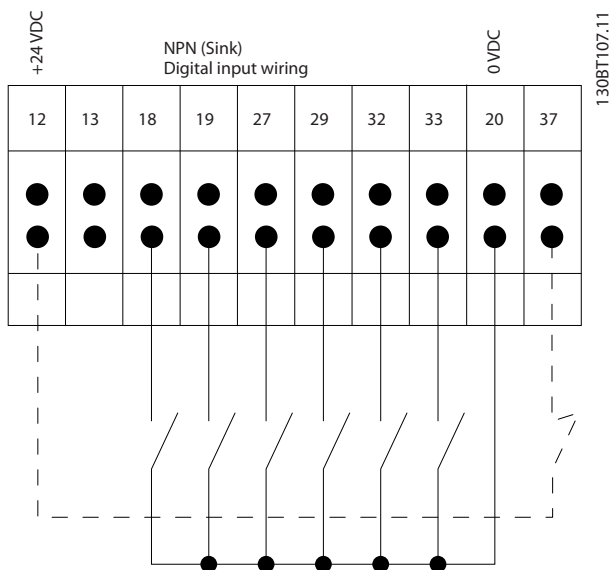 +24 VDC
NPN (Sink)
Digital input wiring
0 VDC
130BT107.11
12 13 18 19 27 29 32 33 20 37